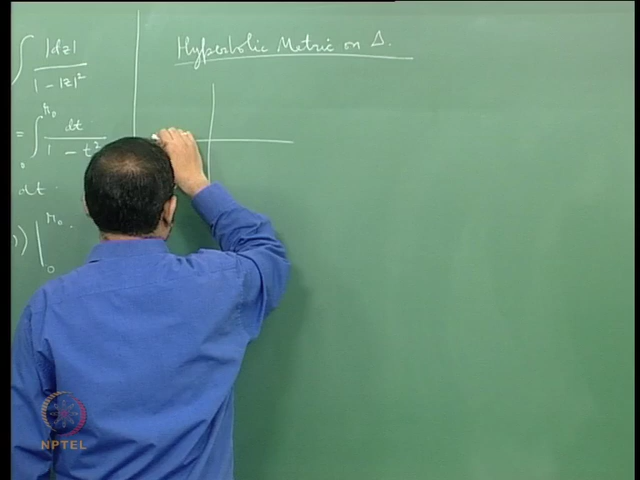 ∫ |dz| / 1 - |z|²
= ∫₀^{r₀} dt / 1 - t²
dt
) |₀^{r₀}
Hyperbolic Metric on Δ.
NPTEL